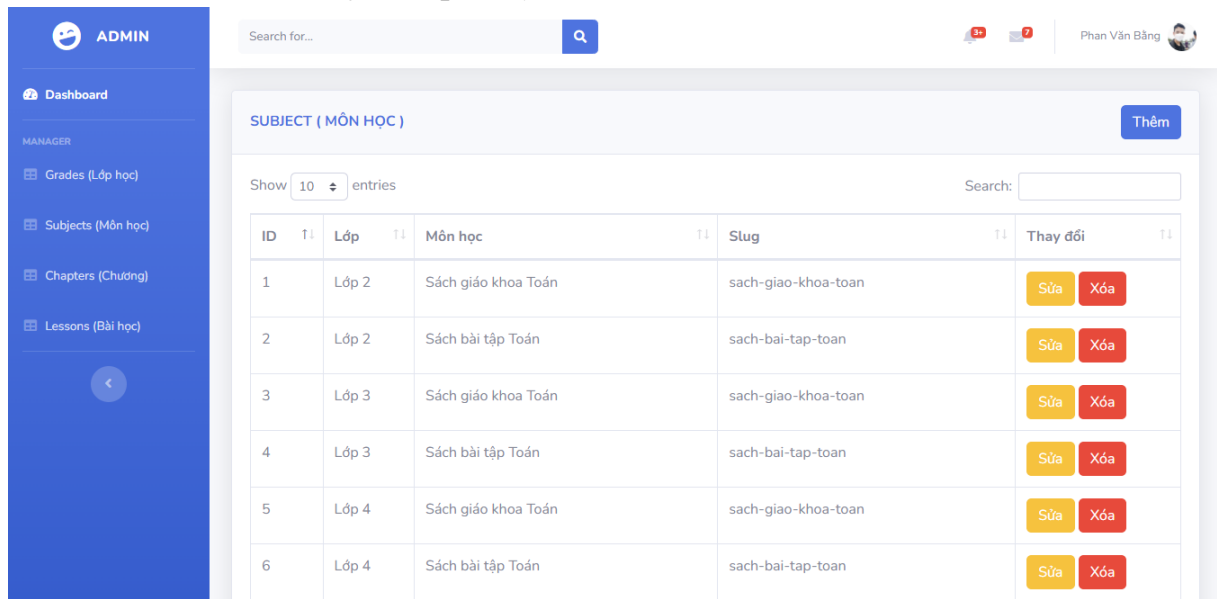 ADMIN
Search for...
3+
7
Phan Văn Bằng
Dashboard
SUBJECT ( MÔN HỌC )
Thêm
MANAGER
Grades (Lớp học)
Subjects (Môn học)
Chapters (Chương)
Lessons (Bài học)
Show 10 entries
Search:
ID Lớp Môn học Slug Thay đổi
1 Lớp 2 Sách giáo khoa Toán sach-giao-khoa-toan Sửa Xóa
2 Lớp 2 Sách bài tập Toán sach-bai-tap-toan Sửa Xóa
3 Lớp 3 Sách giáo khoa Toán sach-giao-khoa-toan Sửa Xóa
4 Lớp 3 Sách bài tập Toán sach-bai-tap-toan Sửa Xóa
5 Lớp 4 Sách giáo khoa Toán sach-giao-khoa-toan Sửa Xóa
6 Lớp 4 Sách bài tập Toán sach-bai-tap-toan Sửa Xóa